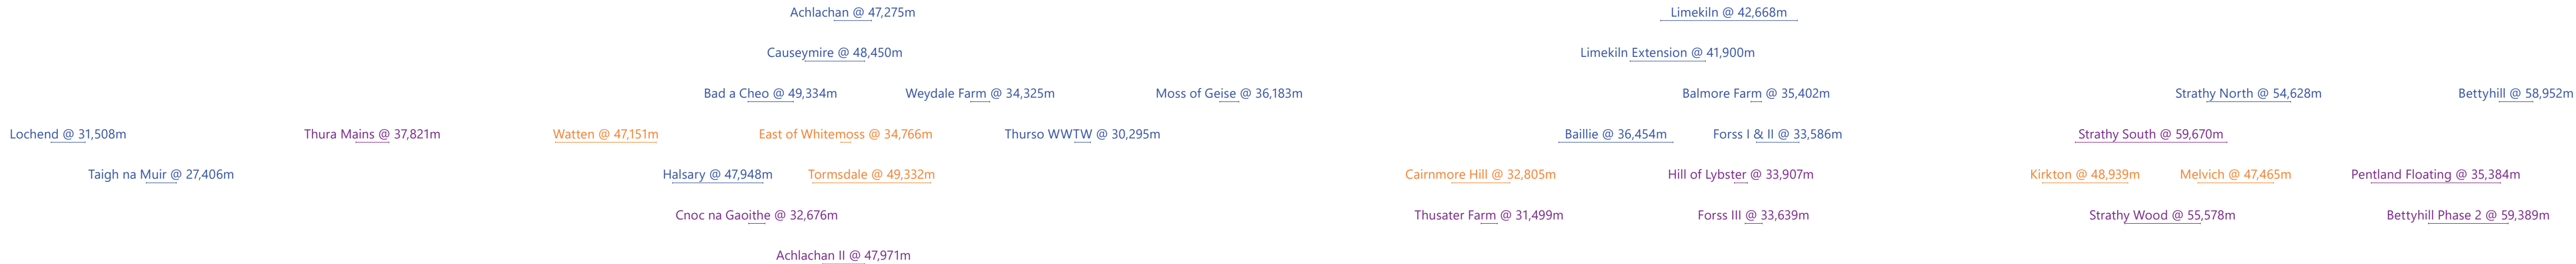 Achlachan @ 47,275m
Limekiln @ 42,668m
Causeymire @ 48,450m
Limekiln Extension @ 41,900m
Bad a Cheo @ 49,334m
Weydale Farm @ 34,325m
Moss of Geise @ 36,183m
Balmore Farm @ 35,402m
Strathy North @ 54,628m
Bettyhill @ 58,952m
Lochend @ 31,508m
Thura Mains @ 37,821m
Watten @ 47,151m
East of Whitemoss @ 34,766m
Thurso WWTW @ 30,295m
Baillie @ 36,454m
Forss I & II @ 33,586m
Strathy South @ 59,670m
Taigh na Muir @ 27,406m
Halsary @ 47,948m
Tormsdale @ 49,332m
Cairnmore Hill @ 32,805m
Hill of Lybster @ 33,907m
Kirkton @ 48,939m
Melvich @ 47,465m
Pentland Floating @ 35,384m
Cnoc na Gaoithe @ 32,676m
Thusater Farm @ 31,499m
Forss III @ 33,639m
Strathy Wood @ 55,578m
Bettyhill Phase 2 @ 59,389m
Achlachan II @ 47,971m